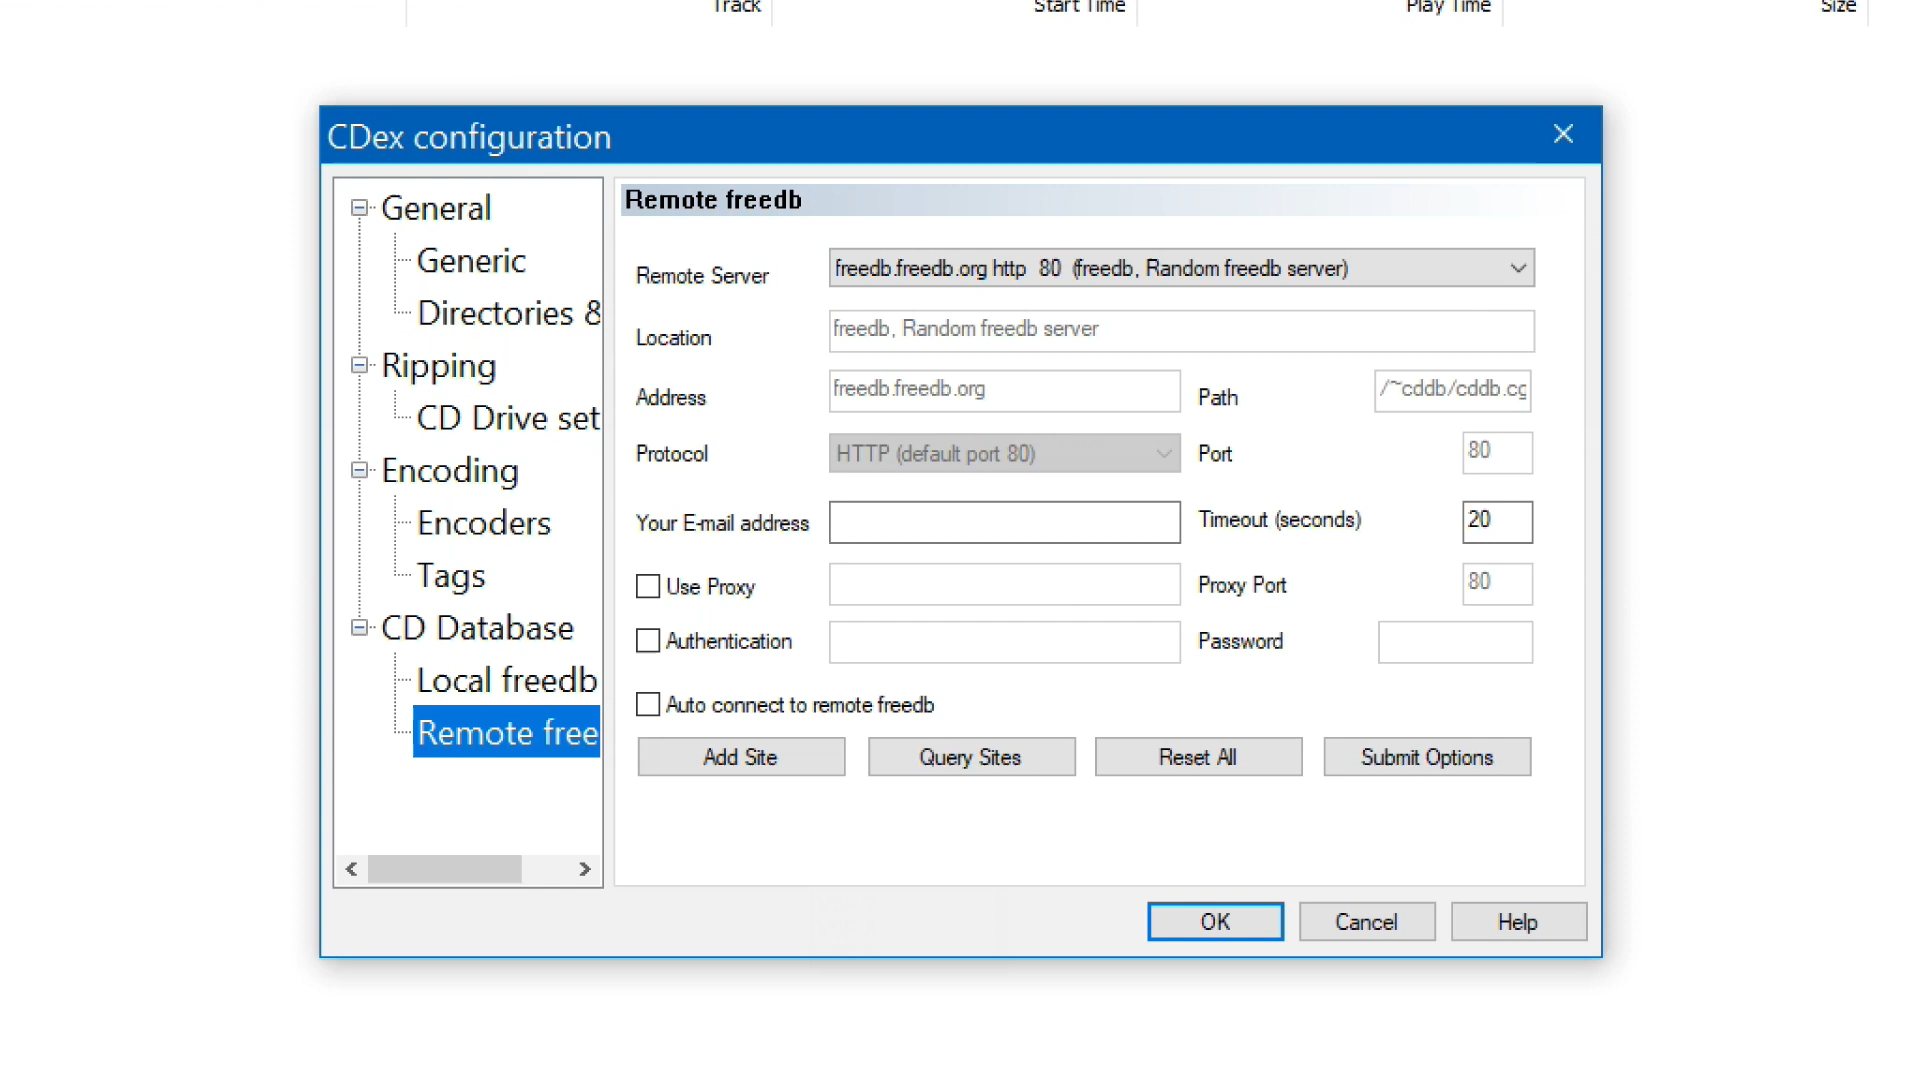 Track Start Time Play Time Size
CDex configuration
General
Generic
Directories &
Ripping
CD Drive set
Encoding
Encoders
Tags
CD Database
Local freedb
Remote free
Remote freedb
Remote Server freedb.freedb.org http 80 (freedb, Random freedb server)
Location freedb, Random freedb server
Address freedb.freedb.org Path /~cddb/cddb.cg
Protocol HTTP (default port 80) Port 80
Your E-mail address Timeout (seconds) 20
Use Proxy Proxy Port 80
Authentication Password
Auto connect to remote freedb
Add Site Query Sites Reset All Submit Options
OK Cancel Help